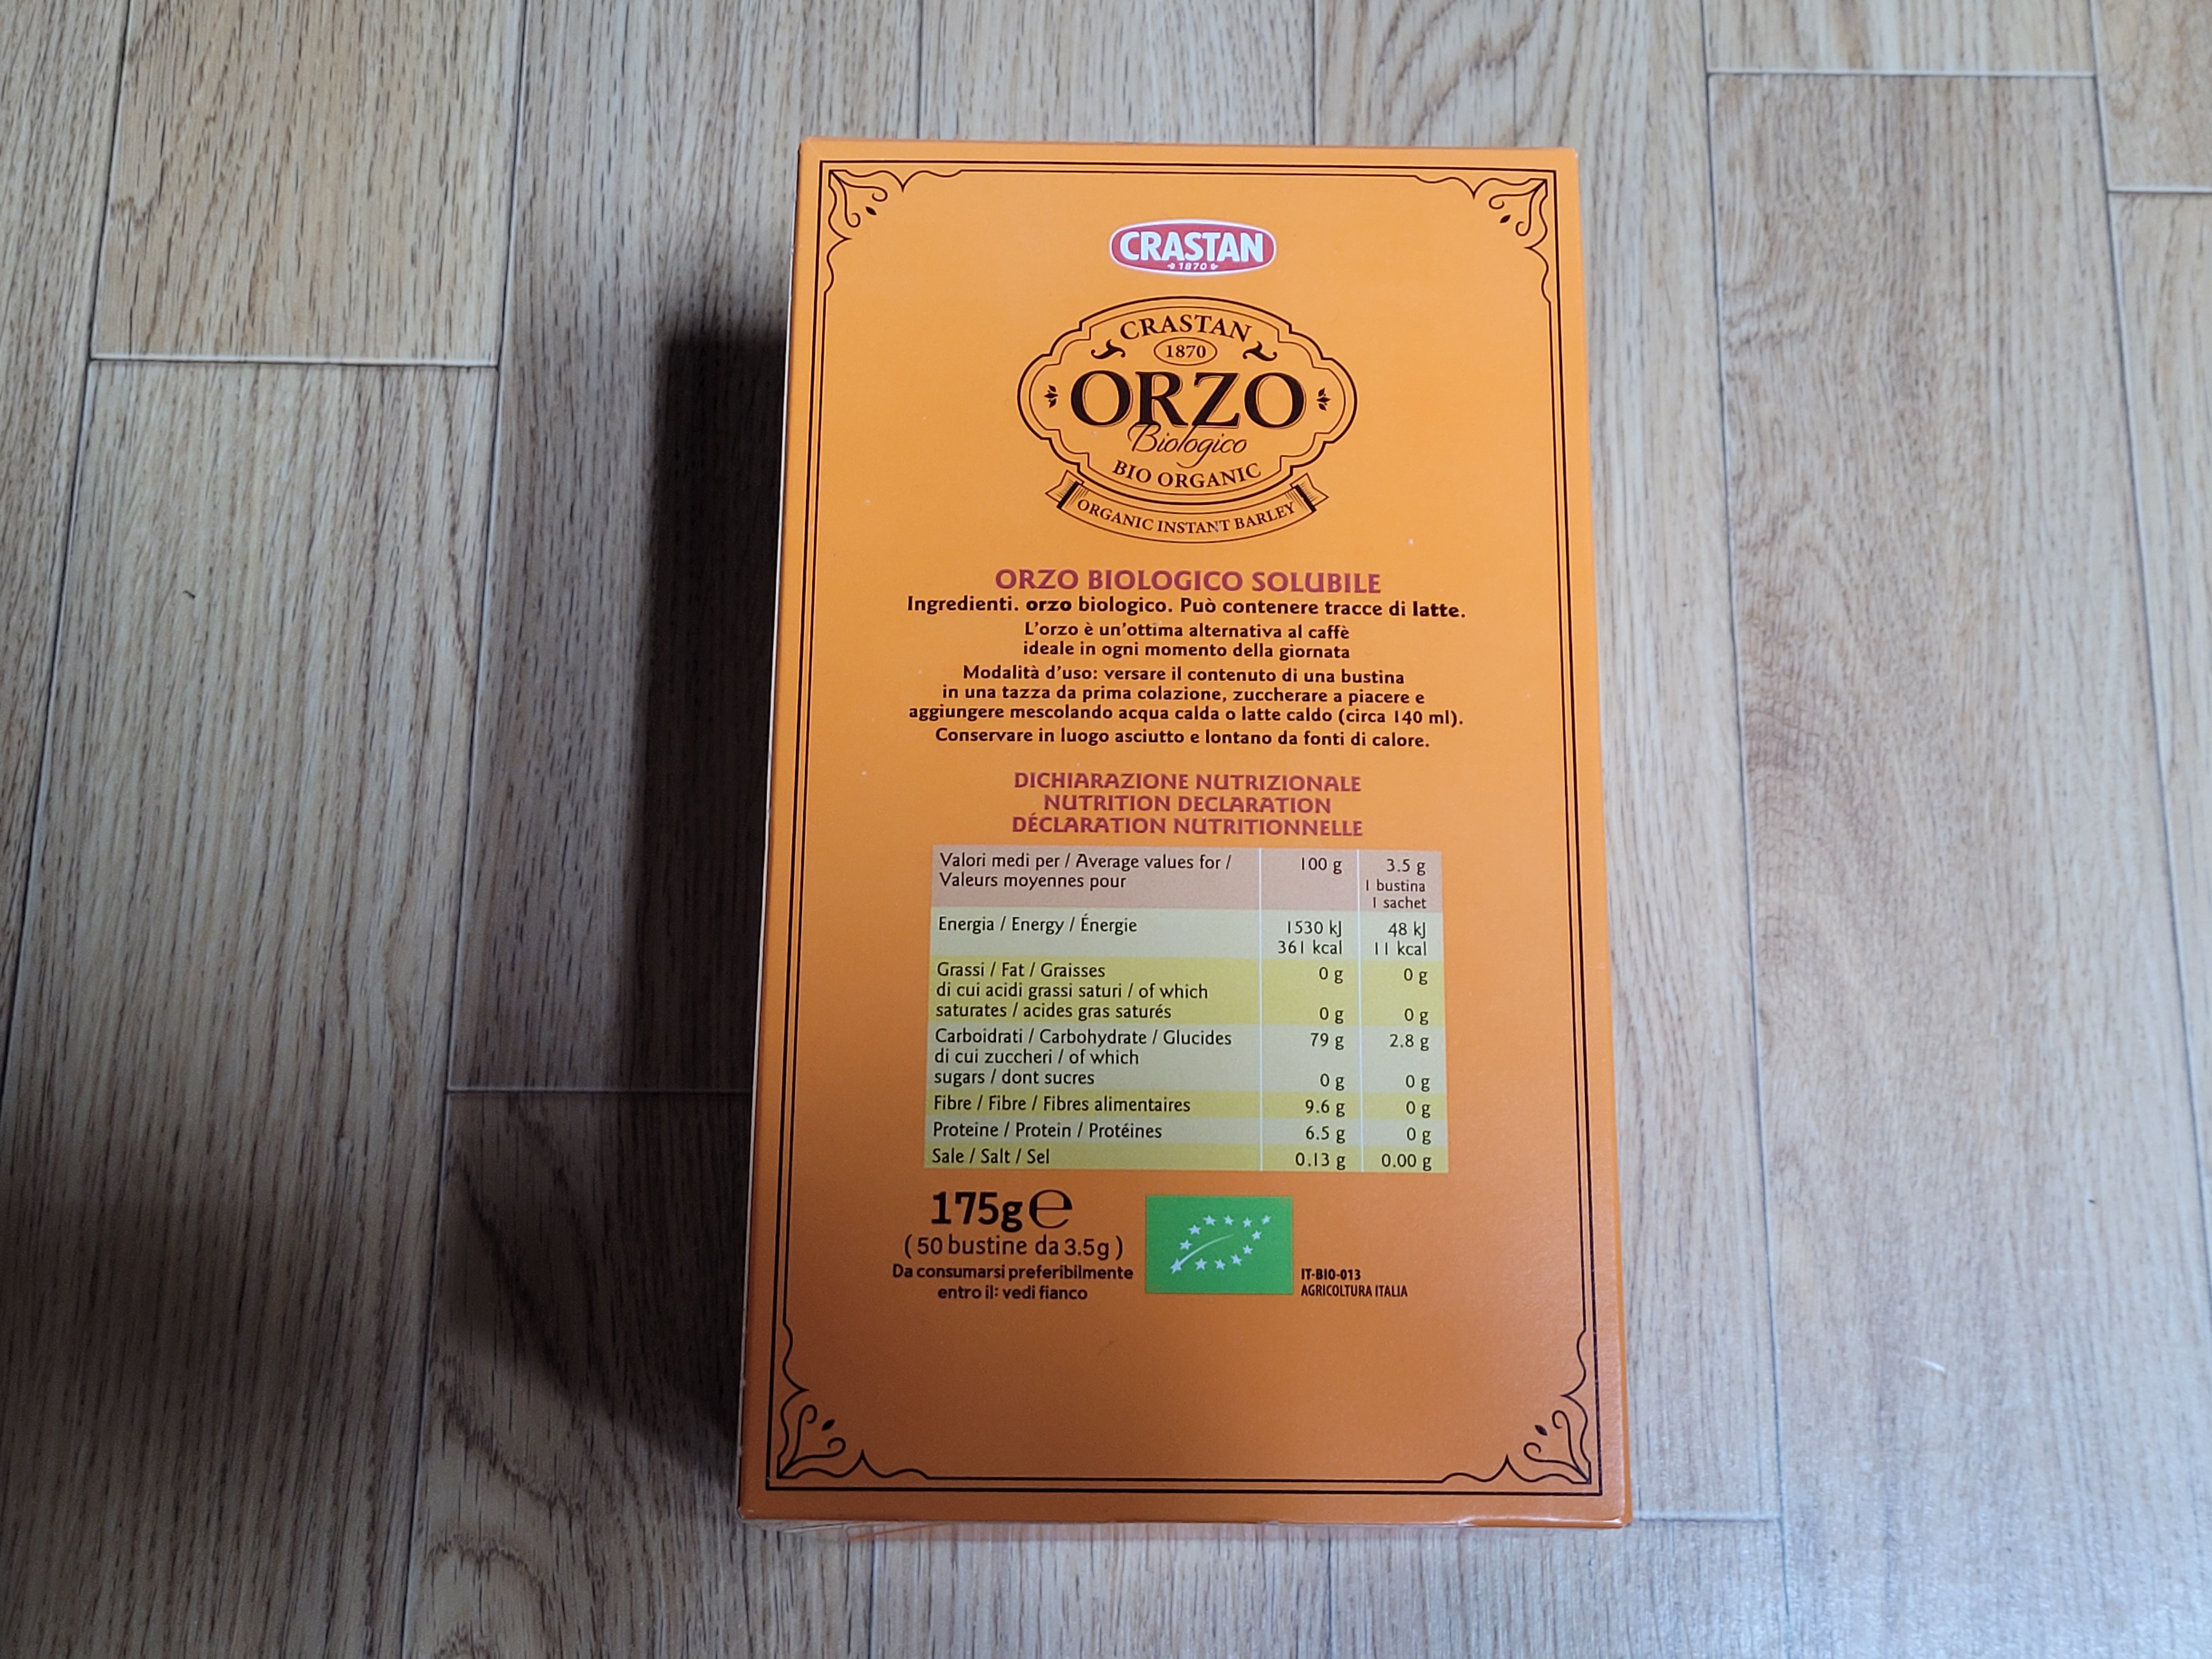 CRASTAN
1870
CRASTAN
1870
ORZO
Biologico
BIO ORGANIC
ORGANIC INSTANT BARLEY
ORZO BIOLOGICO SOLUBILE
Ingredienti. orzo biologico. Può contenere tracce di latte.
L'orzo è un'ottima alternativa al caffè
ideale in ogni momento della giornata
Modalità d'uso: versare il contenuto di una bustina
in una tazza da prima colazione, zuccherare a piacere e
aggiungere mescolando acqua calda o latte caldo (circa 140 ml).
Conservare in luogo asciutto e lontano da fonti di calore.
DICHIARAZIONE NUTRIZIONALE
NUTRITION DECLARATION
DÉCLARATION NUTRITIONNELLE
Valori medi per / Average values for / 100 g 3.5 g
Valeurs moyennes pour 1 bustina
1 sachet
Energia / Energy / Énergie 1530 kJ 48 kJ
361 kcal 11 kcal
Grassi / Fat / Graisses 0 g 0 g
di cui acidi grassi saturi / of which
saturates / acides gras saturés 0 g 0 g
Carboidrati / Carbohydrate / Glucides 79 g 2.8 g
di cui zuccheri / of which
sugars / dont sucres 0 g 0 g
Fibre / Fibre / Fibres alimentaires 9.6 g 0 g
Proteine / Protein / Protéines 6.5 g 0 g
Sale / Salt / Sel 0.13 g 0.00 g
175g e
( 50 bustine da 3.5g )
Da consumarsi preferibilmente
entro il: vedi fianco
IT-BIO-013
AGRICOLTURA ITALIA